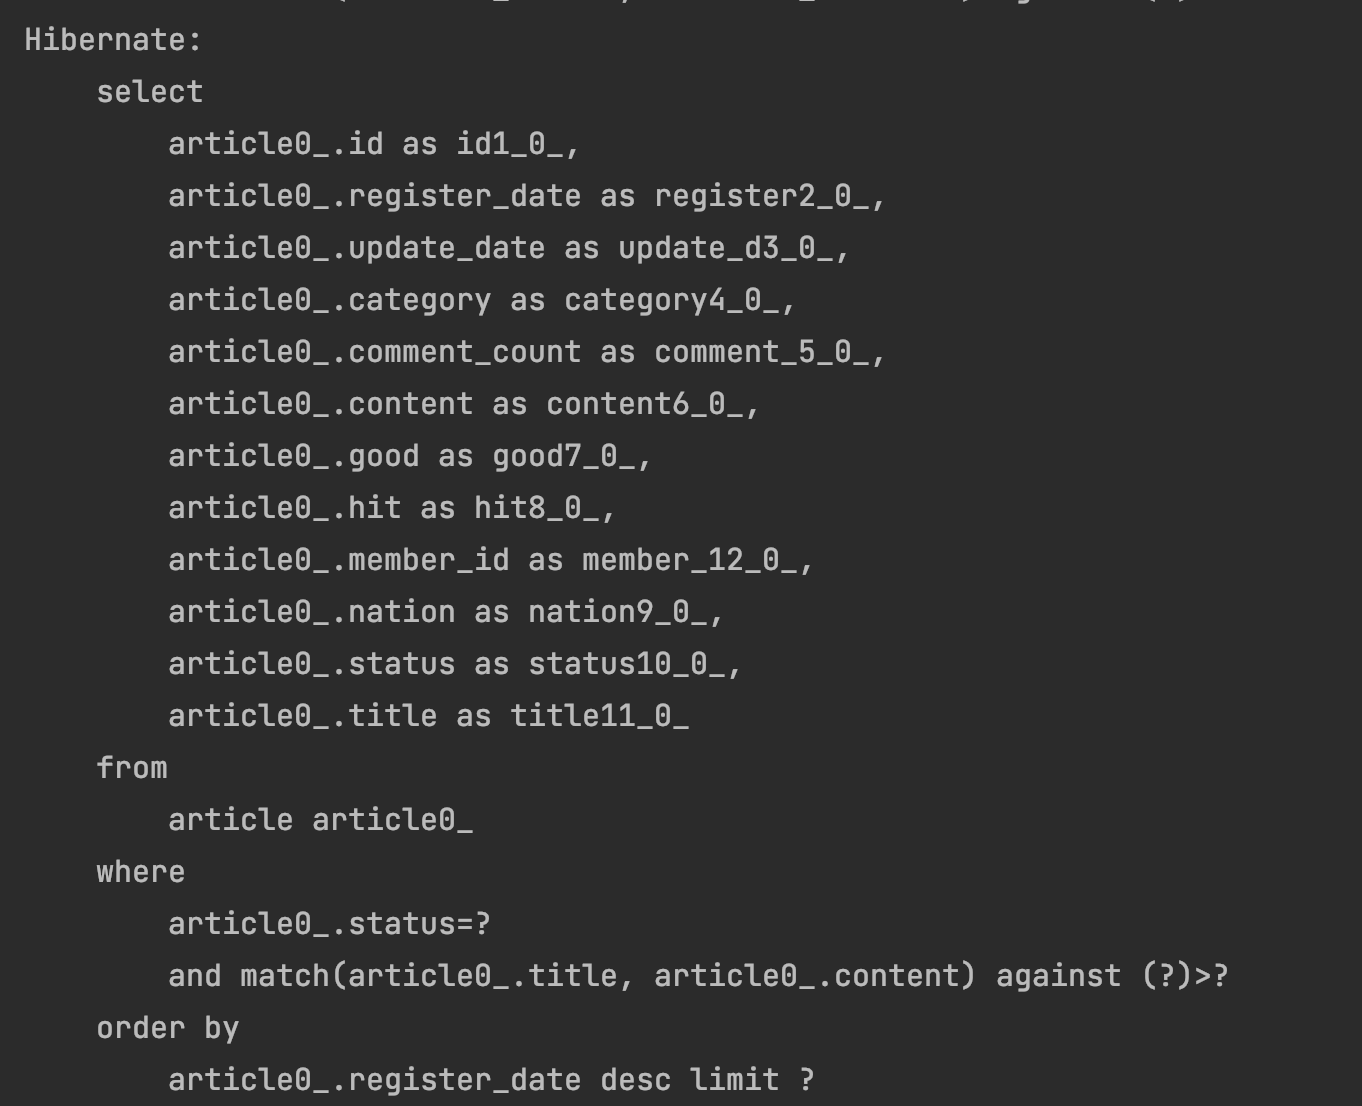 Hibernate:
select
article0_.id as id1_0_,
article0_.register_date as register2_0_,
article0_.update_date as update_d3_0_,
article0_.category as category4_0_,
article0_.comment_count as comment_5_0_,
article0_.content as content6_0_,
article0_.good as good7_0_,
article0_.hit as hit8_0_,
article0_.member_id as member_12_0_,
article0_.nation as nation9_0_,
article0_.status as status10_0_,
article0_.title as title11_0_
from
article article0_
where
article0_.status=?
and match(article0_.title, article0_.content) against (?)>?
order by
article0_.register_date desc limit ?